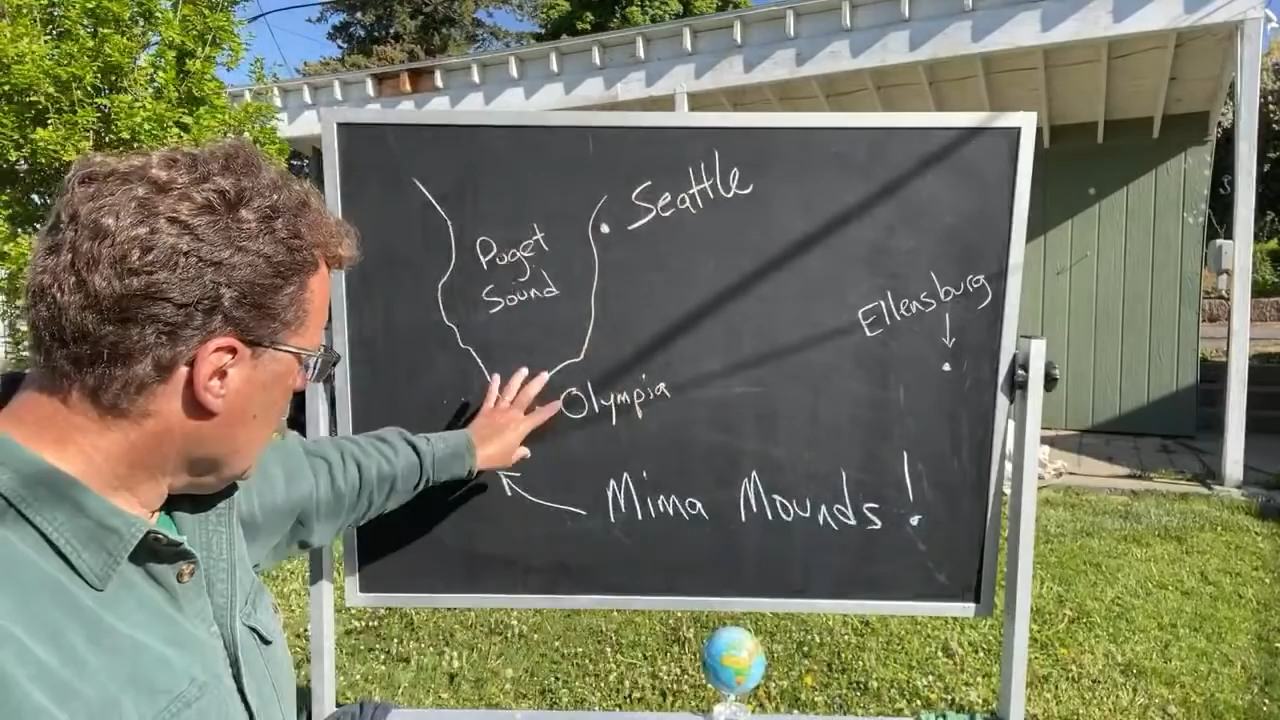 Seattle
Puget
Sound
Ellensburg
Olympia
Mima Mounds!